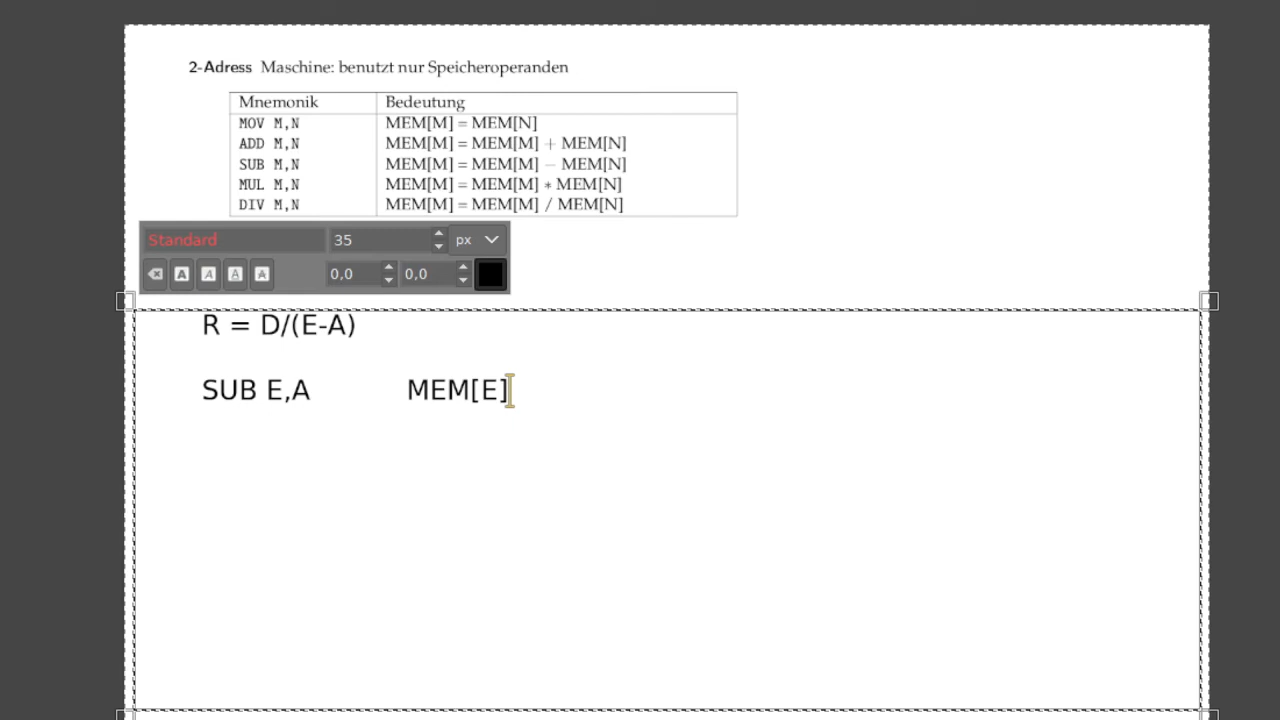 2-Adress Maschine: benutzt nur Speicheroperanden
Mnemonik Bedeutung
MOV M,N MEM[M] = MEM[N]
ADD M,N MEM[M] = MEM[M] + MEM[N]
SUB M,N MEM[M] = MEM[M] − MEM[N]
MUL M,N MEM[M] = MEM[M] * MEM[N]
DIV M,N MEM[M] = MEM[M] / MEM[N]
Standard 35 px
A A A A 0,0 0,0
R = D/(E-A)
SUB E,A MEM[E]